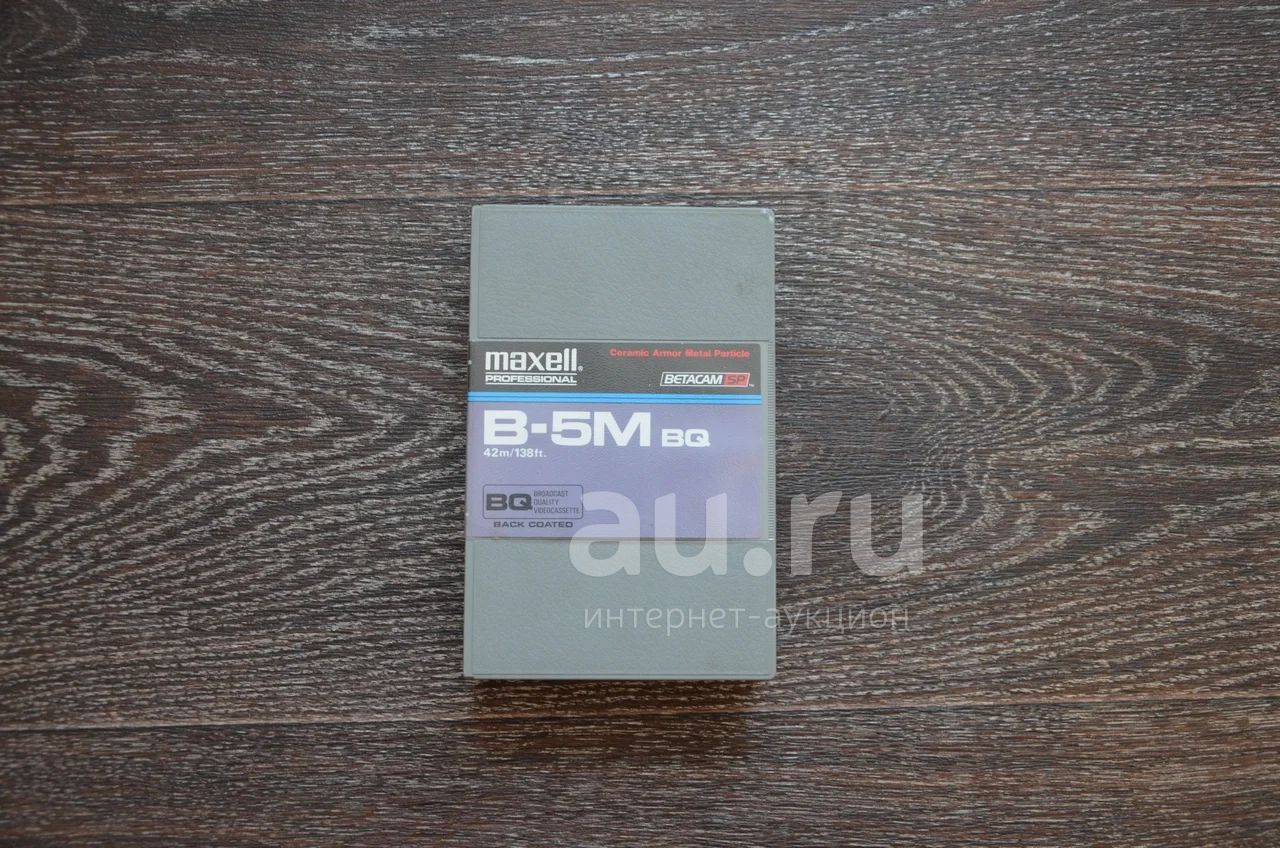 maxell®
PROFESSIONAL
Ceramic Armor Metal Particle
BETACAM SP™
B-5M BQ
42m/138ft.
BQ BROADCAST
QUALITY
VIDEOCASSETTE
BACK COATED
au.ru
интернет-аукцион